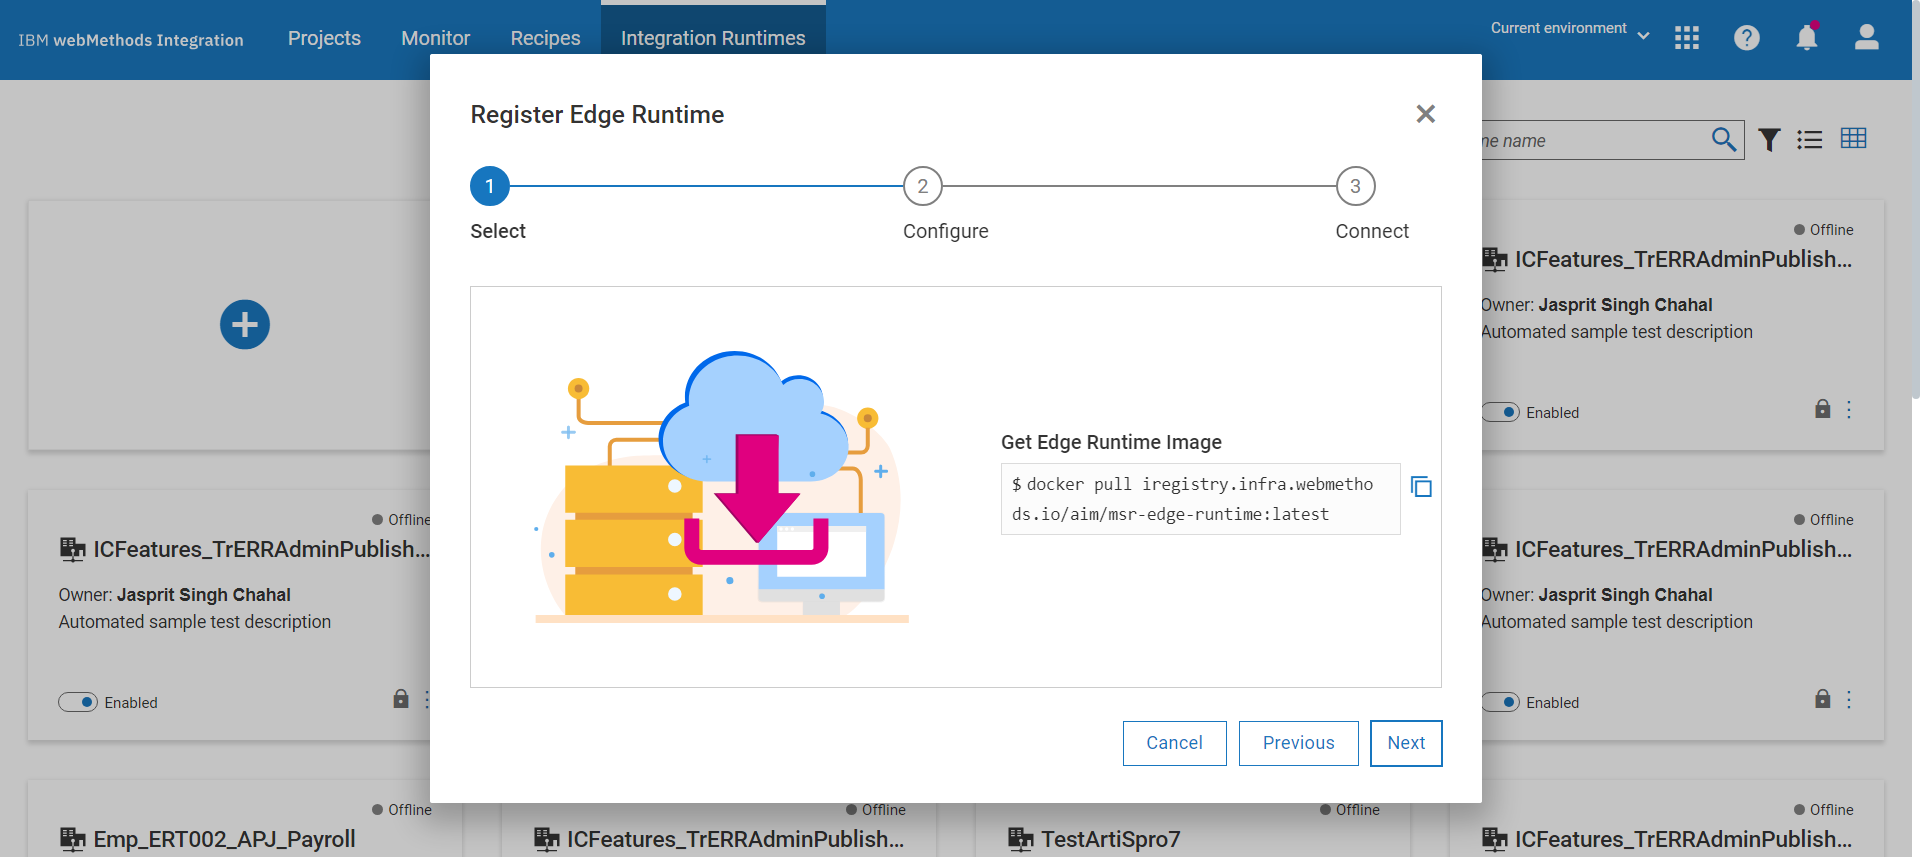 IBM webMethods Integration
Projects
Monitor
Recipes
Integration Runtimes
Current environment
Register Edge Runtime
1
2
3
Select
Configure
Connect
Get Edge Runtime Image
$ docker pull iregistry.infra.webmetho
ds.io/aim/msr-edge-runtime:latest
Cancel
Previous
Next
name
Offline
ICFeatures_TrERRAdminPublish...
Owner: Jasprit Singh Chahal
Automated sample test description
Enabled
Offline
ICFeatures_TrERRAdminPublish...
Owner: Jasprit Singh Chahal
Automated sample test description
Enabled
Offline
ICFeatures_TrERRAdminPublish...
Owner: Jasprit Singh Chahal
Automated sample test description
Enabled
Offline
Emp_ERT002_APJ_Payroll
Offline
ICFeatures_TrERRAdminPublish...
Offline
TestArtiSpro7
Offline
ICFeatures_TrERRAdminPublish...